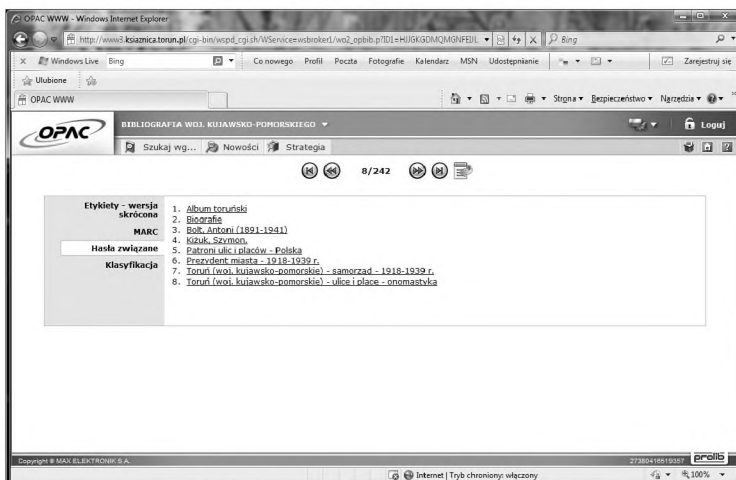 OPAC WWW - Windows Internet Explorer
http://www3.ksiaznica.torun.pl/cgi-bin/wspd_cgi.sh/WService=wsbroker1/wo2_opbib.p?ID1=HIJGKGDMQMGNFEIJL
Bing
X Windows Live Bing Co nowego Profil Poczta Fotografie Kalendarz MSN Udostępnianie Zarejestruj się
Ulubione
OPAC WWW Strona Bezpieczeństwo Narzędzia
OPAC
BIBLIOGRAFIA WOJ. KUJAWSKO-POMORSKIEGO Loguj
Szukaj wg... Nowości Strategia
8/242
Etykiety - wersja skrócona
MARC
Hasła związane
Klasyfikacja
1. Album toruński
2. Biografie
3. Bolt, Antoni (1891-1941)
4. Kiżuk, Szymon.
5. Patroni ulic i placów - Polska
6. Prezydent miasta - 1918-1939 r.
7. Toruń (woj. kujawsko-pomorskie) - samorząd - 1918-1939 r.
8. Toruń (woj. kujawsko-pomorskie) - ulice i place - onomastyka
Copyright © MAX ELEKTRONIK S.A. 27380416519357 prolib
Internet | Tryb chroniony: włączony 100%